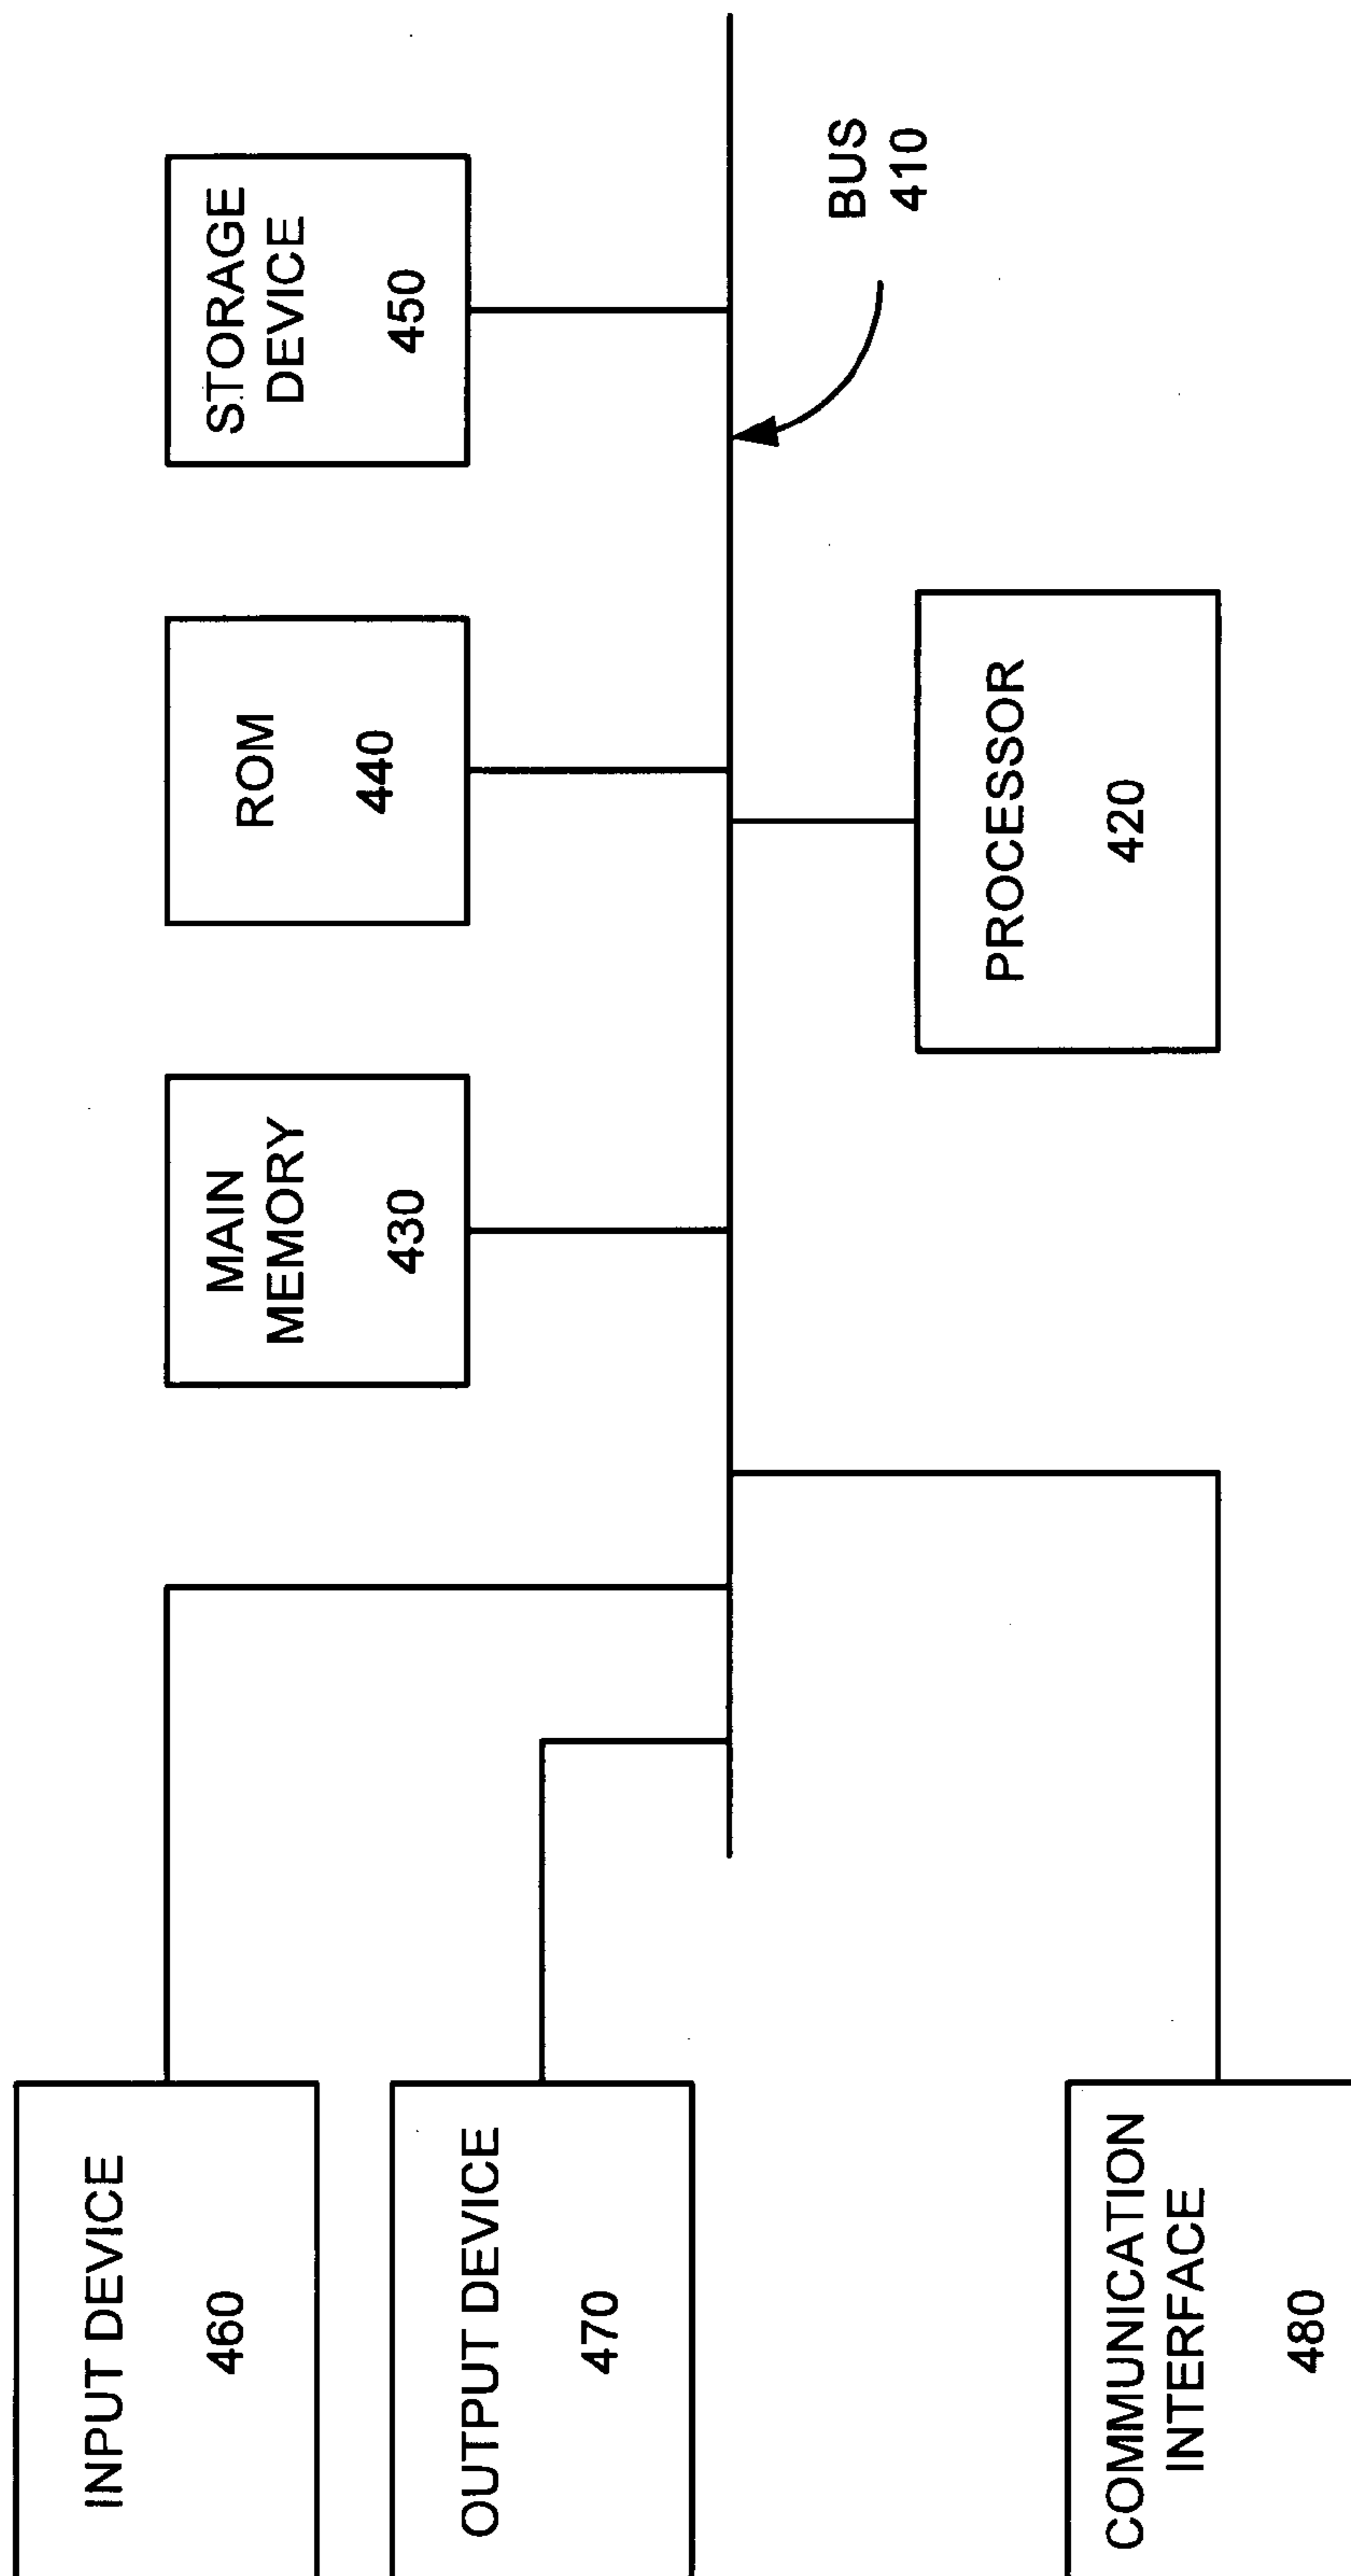 INPUT DEVICE
460
OUTPUT DEVICE
470
COMMUNICATION
INTERFACE
480
MAIN
MEMORY
430
ROM
440
STORAGE
DEVICE
450
PROCESSOR
420
BUS
410